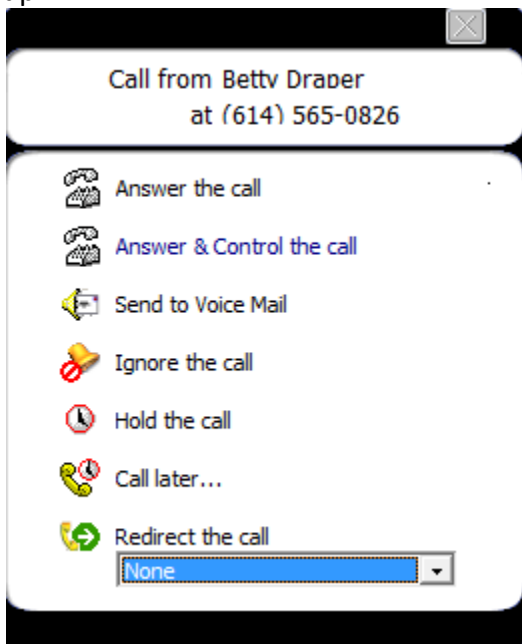 Call from Betty Draper
at (614) 565-0826
Answer the call
Answer & Control the call
Send to Voice Mail
Ignore the call
Hold the call
Call later...
Redirect the call
None